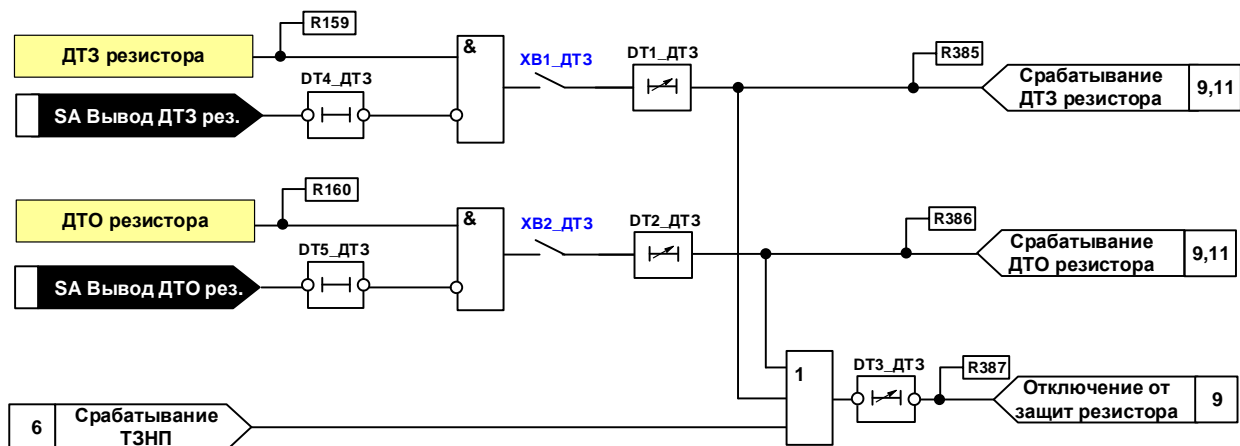 R159
ДТЗ резистора
&
ХВ1_ДТЗ
DT1_ДТЗ
R385
DT4_ДТЗ
Срабатывание
ДТЗ резистора
9,11
SA Вывод ДТЗ рез.
R160
ДТО резистора
&
ХВ2_ДТЗ
DT2_ДТЗ
R386
DT5_ДТЗ
Срабатывание
ДТО резистора
9,11
SA Вывод ДТО рез.
1
DT3_ДТЗ
R387
Отключение от
защит резистора
9
6
Срабатывание
ТЗНП